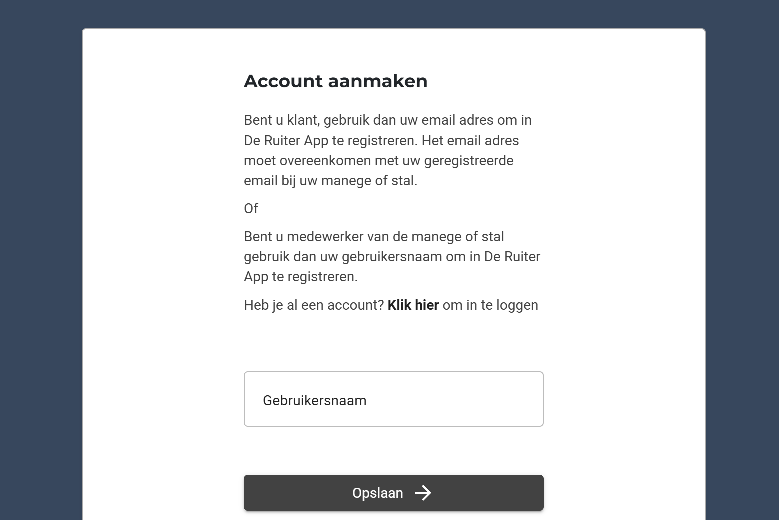 Account aanmaken
Bent u klant, gebruik dan uw email adres om in
De Ruiter App te registreren. Het email adres
moet overeenkomen met uw geregistreerde
email bij uw manege of stal.
Of
Bent u medewerker van de manege of stal
gebruik dan uw gebruikersnaam om in De Ruiter
App te registreren.
Heb je al een account? Klik hier om in te loggen
Gebruikersnaam
Opslaan